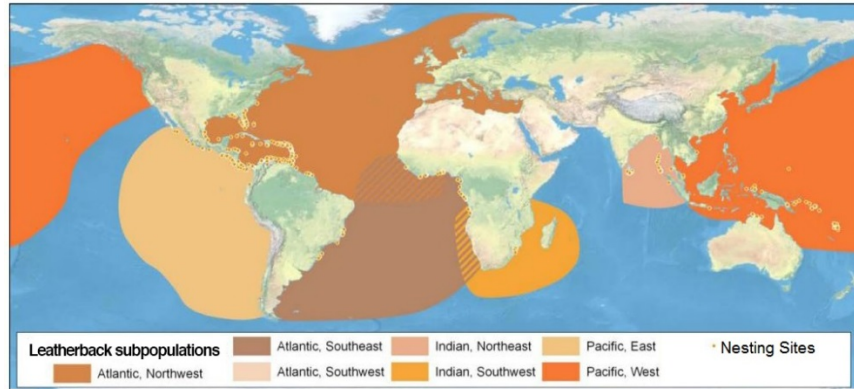 Leatherback subpopulations
Atlantic, Northwest
Atlantic, Southeast
Atlantic, Southwest
Indian, Northeast
Indian, Southwest
Pacific, East
Pacific, West
Nesting Sites